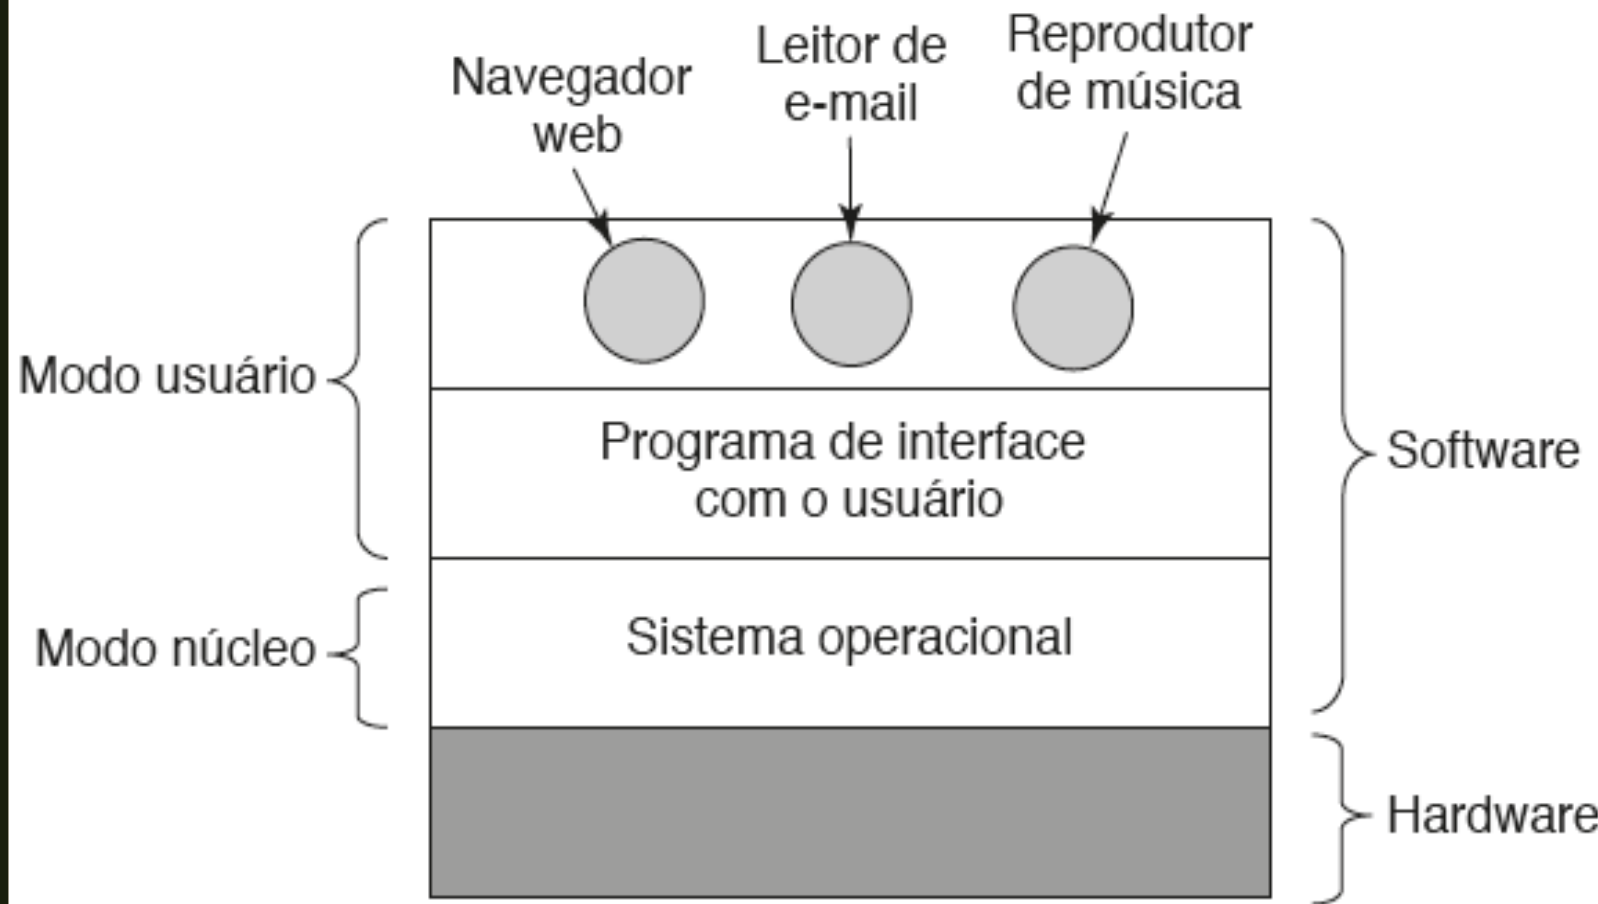 Navegador
web
Leitor de
e-mail
Reprodutor
de música
Modo usuário
Programa de interface
com o usuário
Software
Modo núcleo
Sistema operacional
Hardware